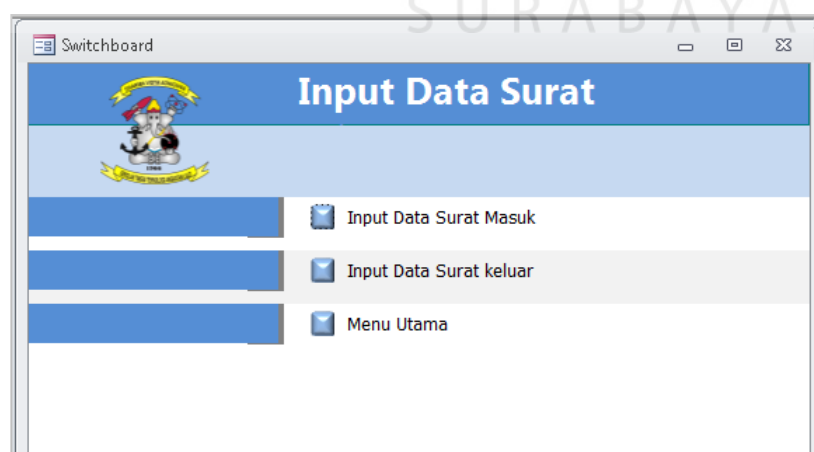 SURABAYA
Switchboard
Input Data Surat
Input Data Surat Masuk
Input Data Surat keluar
Menu Utama